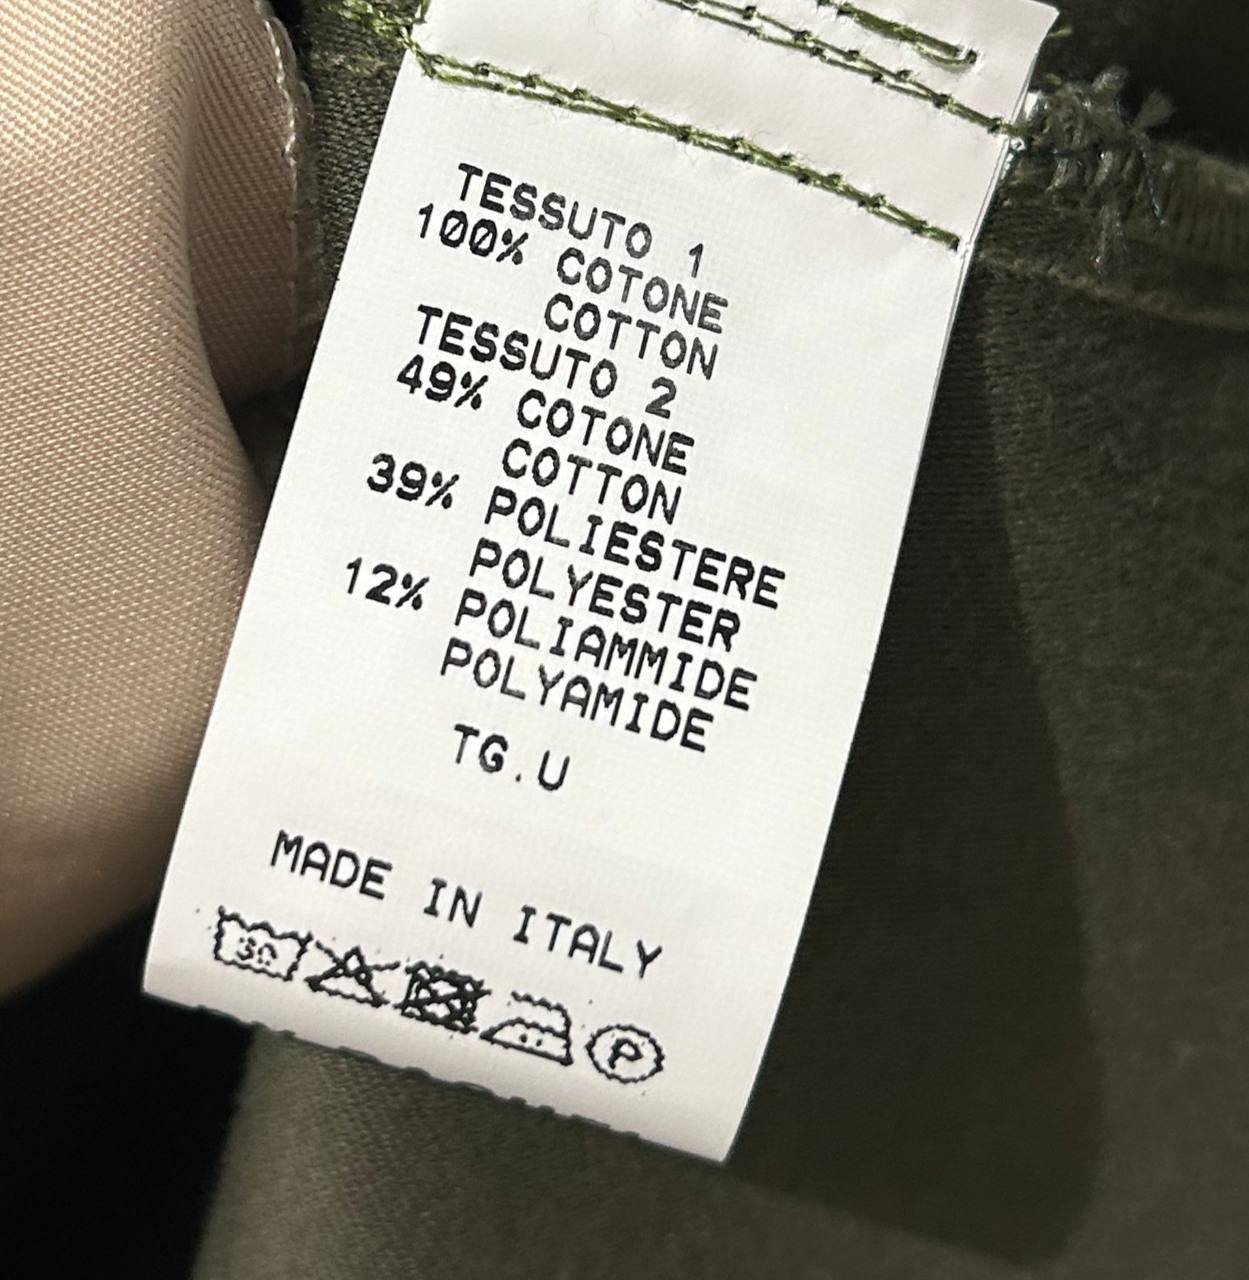 TESSUTO 1
100% COTONE
COTTON
TESSUTO 2
49% COTONE
COTTON
39% POLIESTERE
POLYESTER
12% POLIAMMIDE
POLYAMIDE
TG.U
MADE IN ITALY
30 P